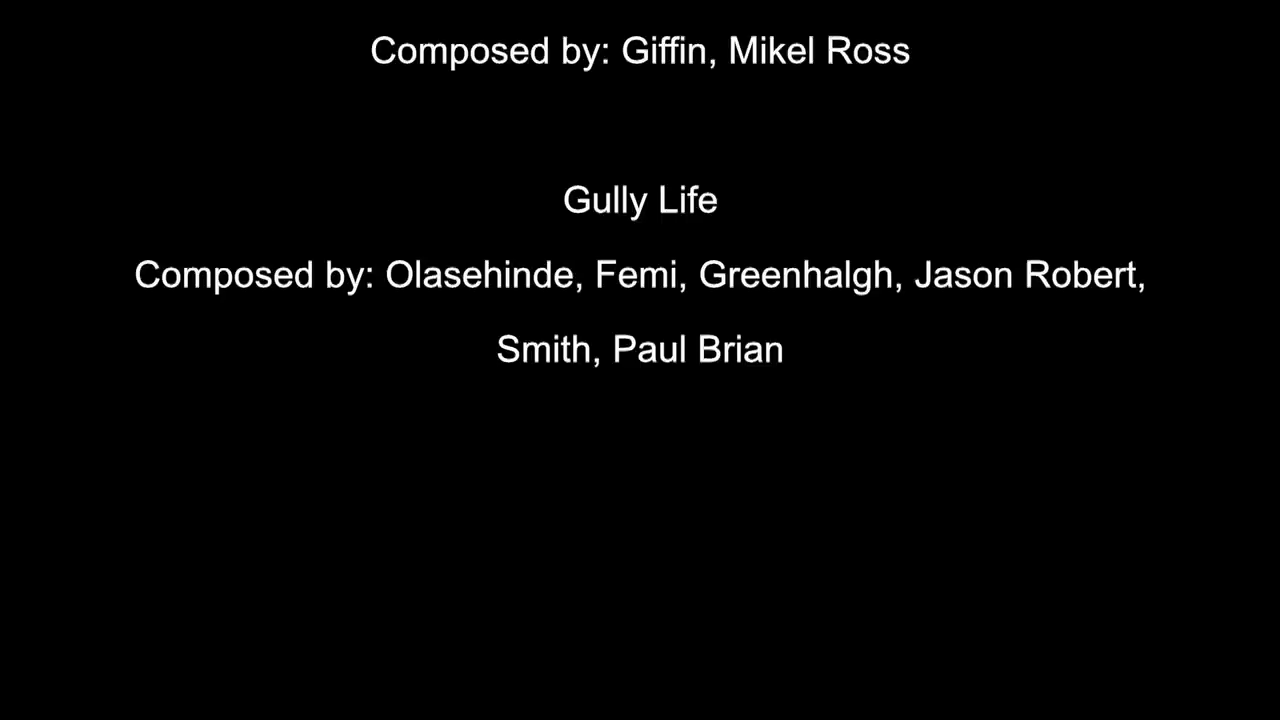 Composed by: Giffin, Mikel Ross
Gully Life
Composed by: Olasehinde, Femi, Greenhalgh, Jason Robert,
Smith, Paul Brian